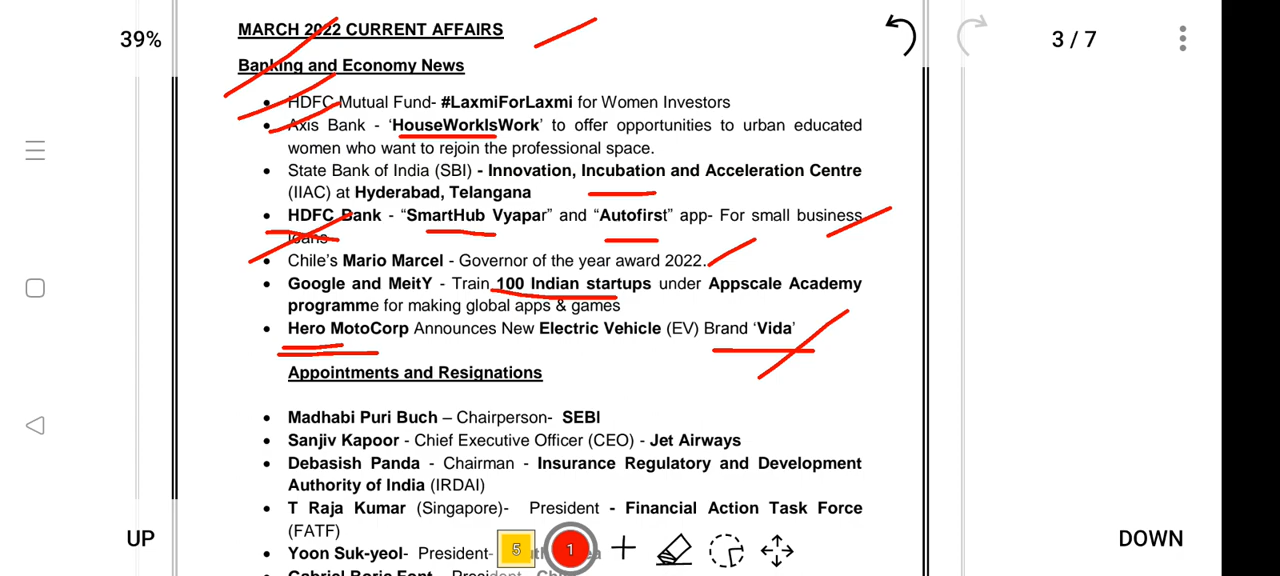 39%
3 / 7
MARCH 2022 CURRENT AFFAIRS
Banking and Economy News
• HDFC Mutual Fund- #LaxmiForLaxmi for Women Investors
• Axis Bank - ‘HouseWorkIsWork’ to offer opportunities to urban educated
women who want to rejoin the professional space.
• State Bank of India (SBI) - Innovation, Incubation and Acceleration Centre
(IIAC) at Hyderabad, Telangana
• HDFC Bank - “SmartHub Vyapar” and “Autofirst” app- For small business
loans
• Chile’s Mario Marcel - Governor of the year award 2022.
• Google and MeitY - Train 100 Indian startups under Appscale Academy
programme for making global apps & games
• Hero MotoCorp Announces New Electric Vehicle (EV) Brand ‘Vida’
Appointments and Resignations
• Madhabi Puri Buch – Chairperson- SEBI
• Sanjiv Kapoor - Chief Executive Officer (CEO) - Jet Airways
• Debasish Panda - Chairman - Insurance Regulatory and Development
Authority of India (IRDAI)
• T Raja Kumar (Singapore)- President - Financial Action Task Force
(FATF)
• Yoon Suk-yeol- President-
UP
5
1
DOWN